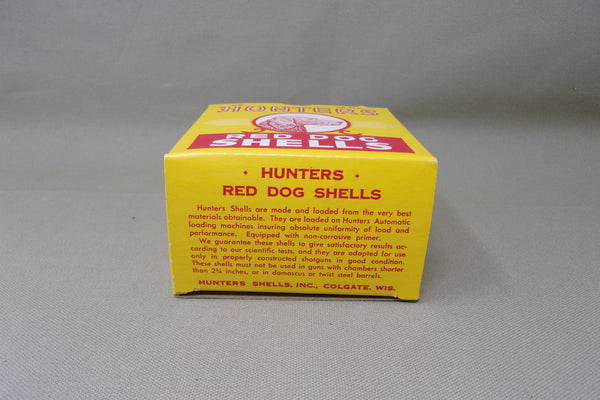 HUNTERS
RED DOG
SHELLS
• HUNTERS •
RED DOG SHELLS
Hunter's Shells are made and loaded from the very best
materials obtainable. They are loaded on Hunters Automatic
loading machines insuring absolute uniformity of load and
performance. Equipped with non-corrosive primer.
We guarantee these shells to give satisfactory results ac-
cording to our scientific tests, and they are adapted for use
only in properly constructed shotguns in good condition.
These shells must not be used in guns with chambers shorter
than 2¾ inches, or in damascus or twist steel barrels.
HUNTERS SHELLS, INC., COLGATE, WIS.